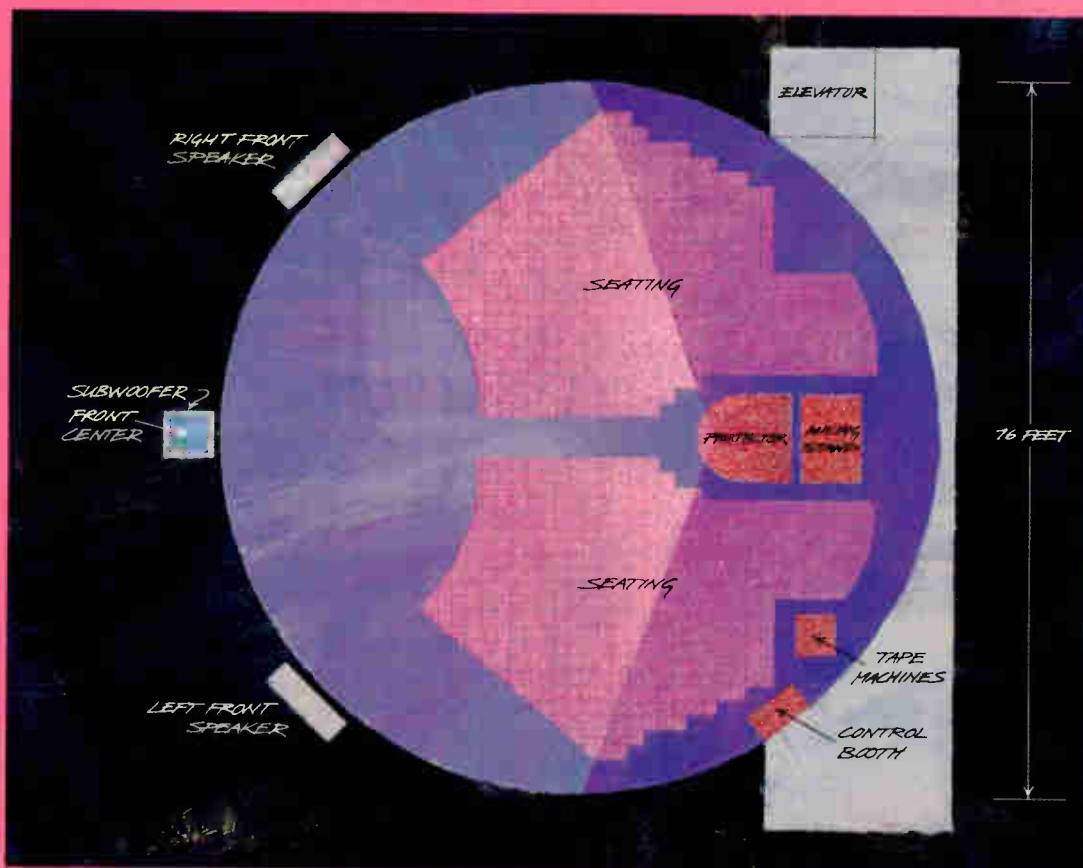 ELEVATOR
RIGHT FRONT
SPEAKER
SEATING
SUBWOOFER
FRONT
CENTER
PROJECTOR
76 FEET
SEATING
TAPE
MACHINES
LEFT FRONT
SPEAKER
CONTROL
BOOTH